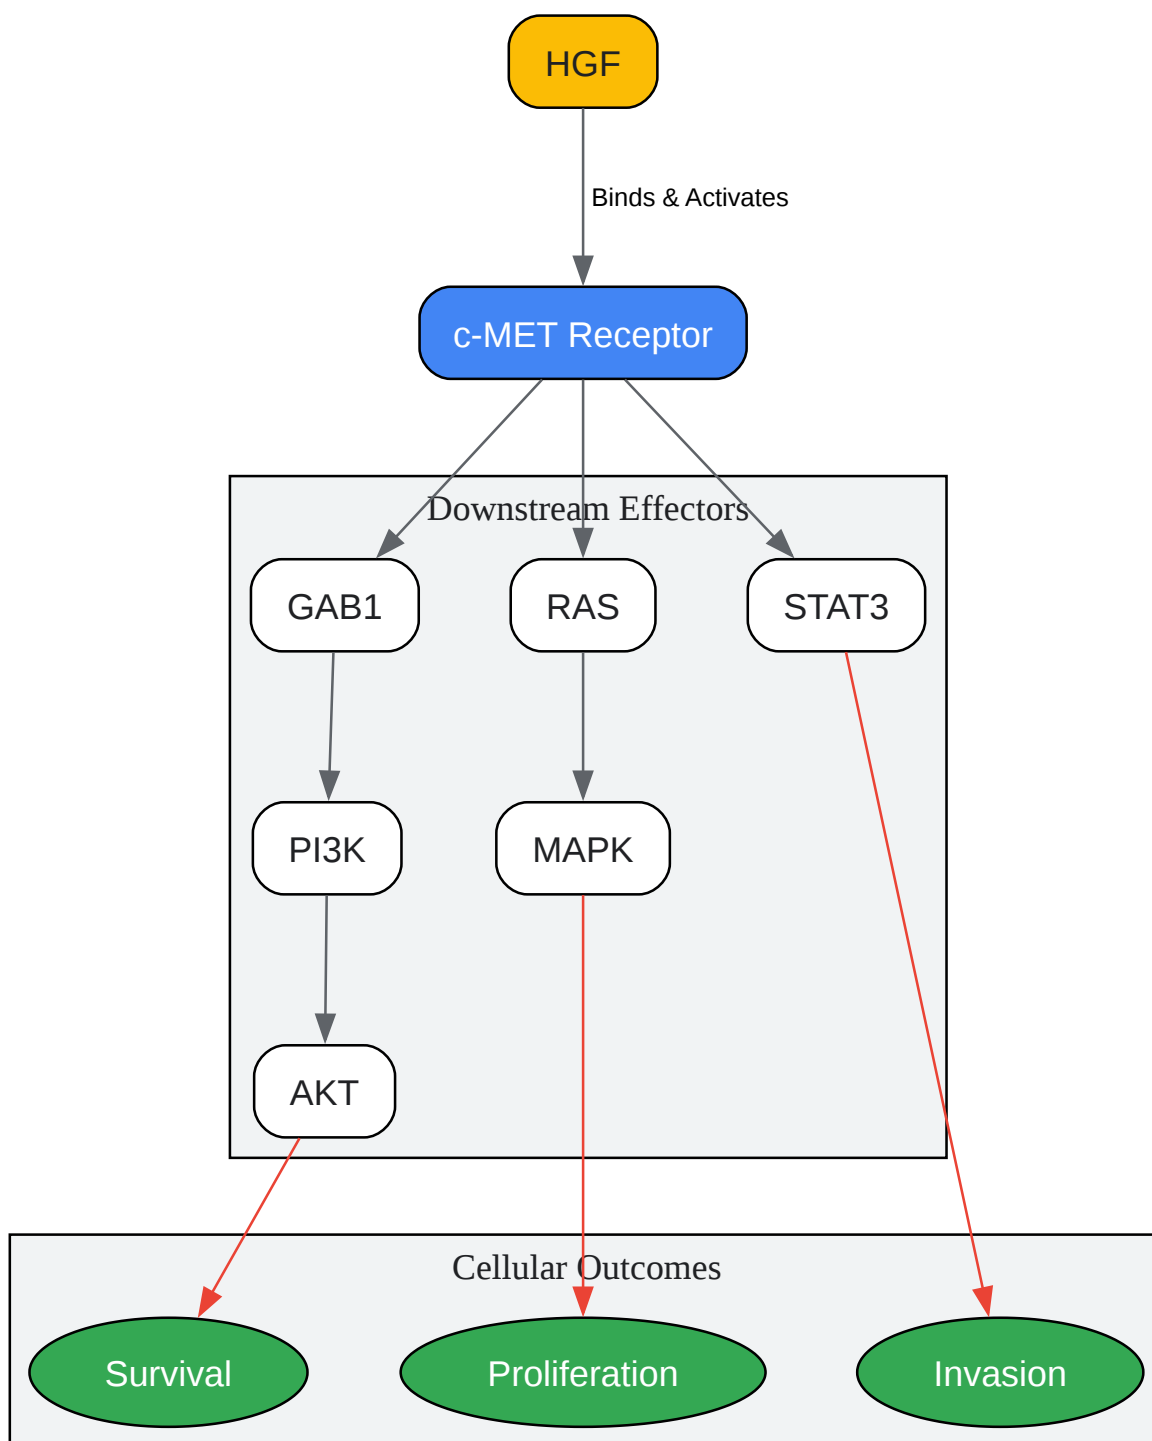 HGF
Binds & Activates
c-MET Receptor
Downstream Effectors
GAB1
RAS
STAT3
PI3K
MAPK
AKT
Cellular Outcomes
Survival
Proliferation
Invasion